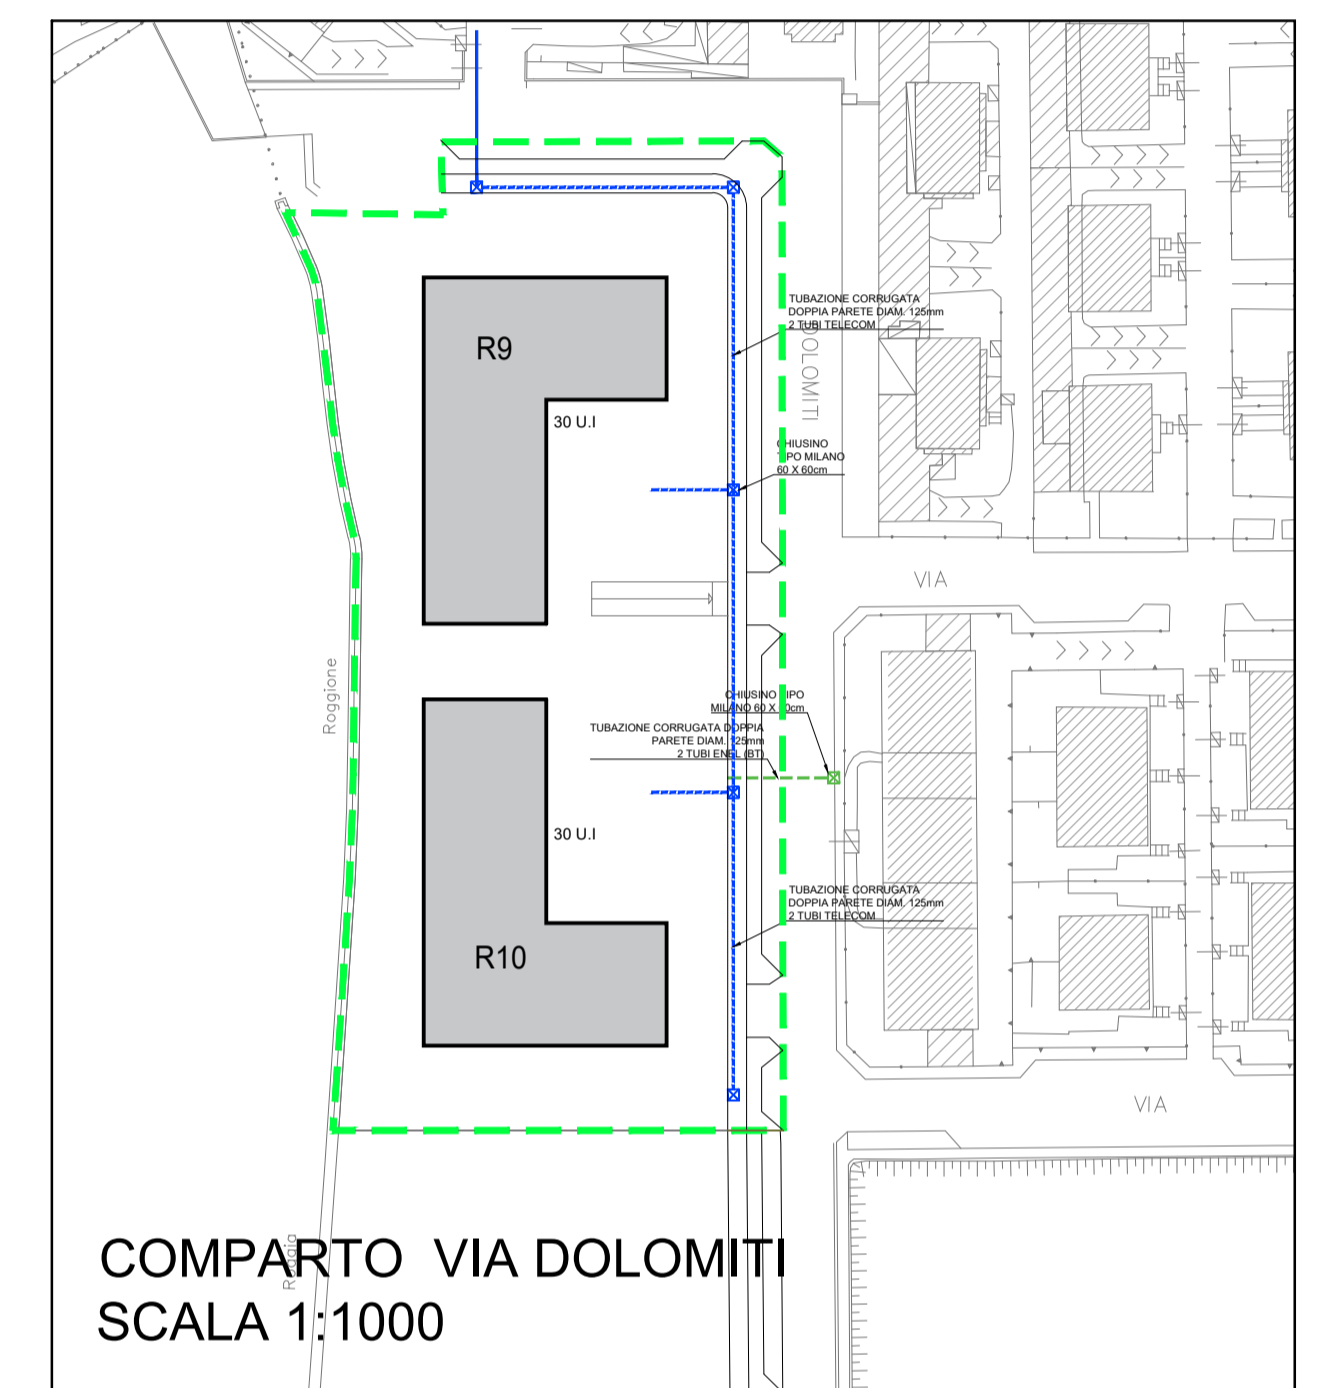 TUBAZIONE CORRUGATA
DOPPIA PARETE DIAM. 125mm
2 TUBI TELECOM
DOLOMITI
R9
30 U.I
CHIUSINO
TIPO MILANO
60 X 60cm
VIA
Roggione
CHIUSINO TIPO
MILANO 60 X 60cm
TUBAZIONE CORRUGATA DOPPIA
PARETE DIAM. 125mm
2 TUBI ENEL (BT)
30 U.I
TUBAZIONE CORRUGATA
DOPPIA PARETE DIAM. 125mm
2 TUBI TELECOM
R10
VIA
Roggia
COMPARTO VIA DOLOMITI
SCALA 1:1000